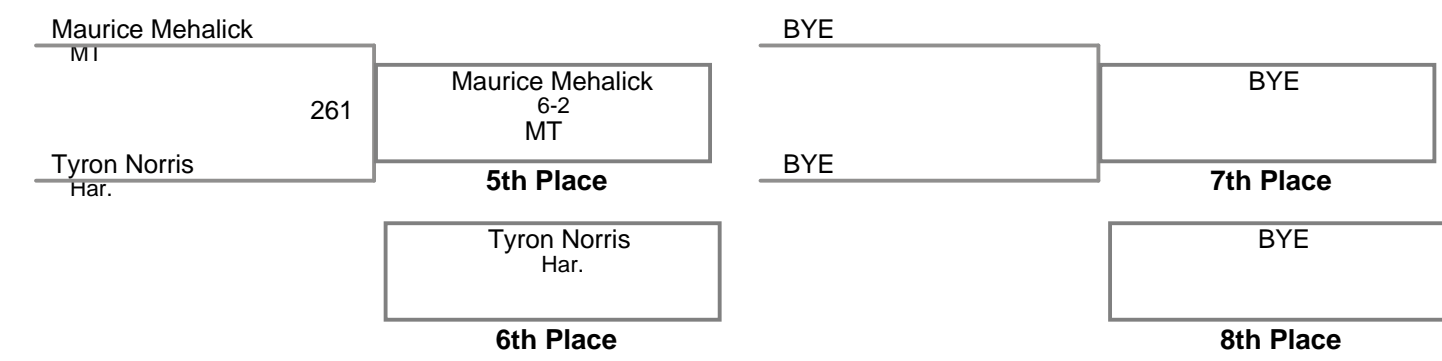 Maurice Mehalick
MT
261
Tyron Norris
Har.
Maurice Mehalick
6-2
MT
5th Place
Tyron Norris
Har.
6th Place
BYE
BYE
BYE
7th Place
BYE
8th Place